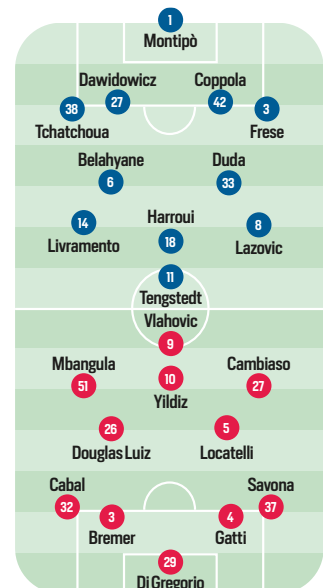 1
Montipò
Dawidowicz
Coppola
38
27
42
3
Tchatchoua
Frese
Belahyane
Duda
6
33
14
Harroui
8
Livramento
18
Lazovic
11
Tengstedt
Vlahovic
9
Mbangula
Cambiaso
51
10
27
Yildiz
26
5
Douglas Luiz
Locatelli
Cabal
Savona
32
3
4
37
Bremer
Gatti
29
Di Gregorio